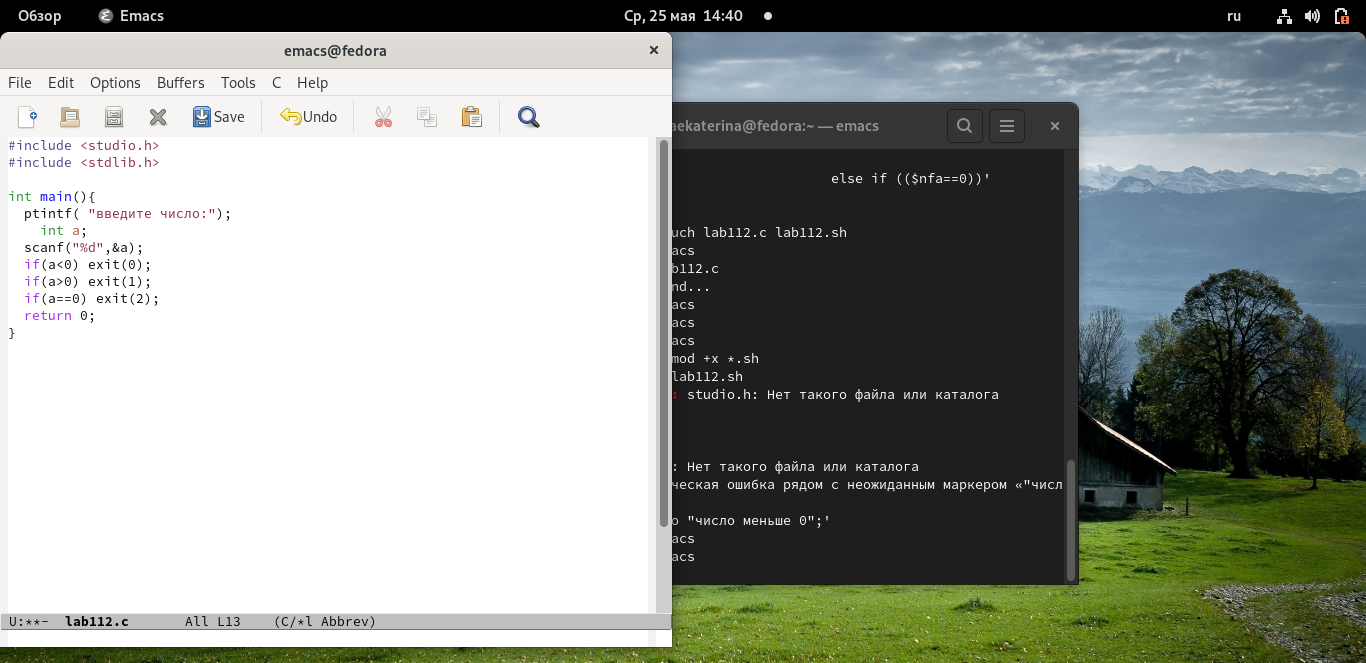 Обзор Emacs Ср, 25 мая 14:40 ru
emacs@fedora
File Edit Options Buffers Tools C Help
Save Undo
#include <studio.h>
#include <stdlib.h>
int main(){
ptintf( "введите число:");
int a;
scanf("%d",&a);
if(a<0) exit(0);
if(a>0) exit(1);
if(a==0) exit(2);
return 0;
}
U:**- lab112.c All L13 (C/*l Abbrev)
aekaterina@fedora:~ — emacs
else if (($nfa==0))'
uch lab112.c lab112.sh
acs
b112.c
nd...
acs
acs
acs
mod +x *.sh
lab112.sh
: studio.h: Нет такого файла или каталога
: Нет такого файла или каталога
ческая ошибка рядом с неожиданным маркером «"числ
о "число меньше 0";'
acs
acs